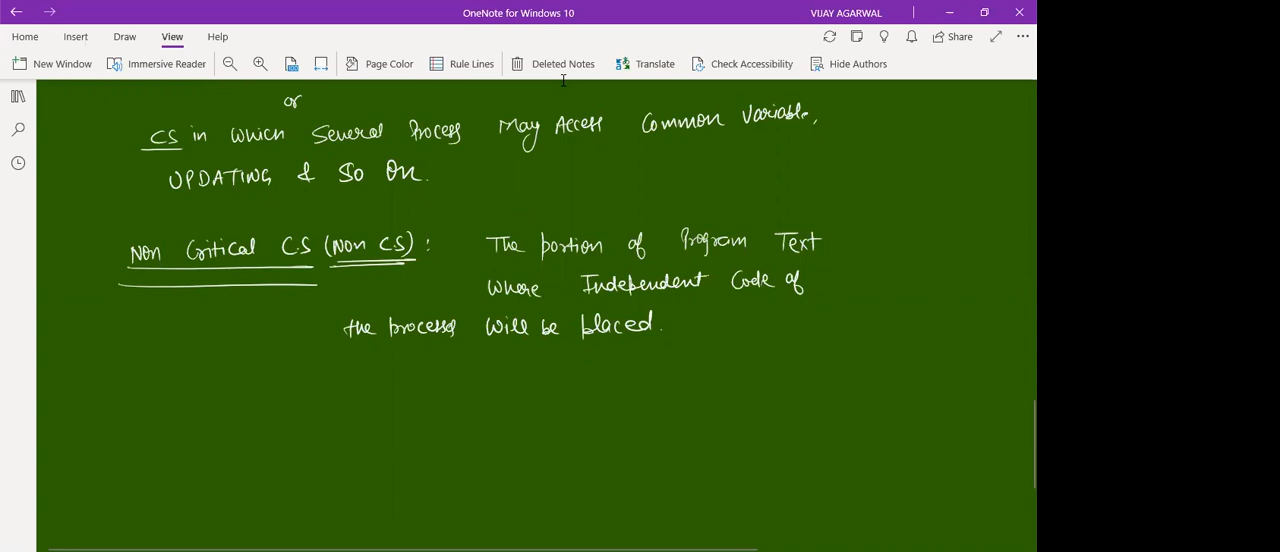 OneNote for Windows 10
VIJAY AGARWAL
Home Insert Draw View Help
Share
New Window Immersive Reader Page Color Rule Lines Deleted Notes Translate Check Accessibility Hide Authors
or
CS in which Several Process May Access Common Variable,
UPDATING & So On.
Non Critical C.S (Non CS) : The portion of Program Text
where Independent Code of
the process will be placed.